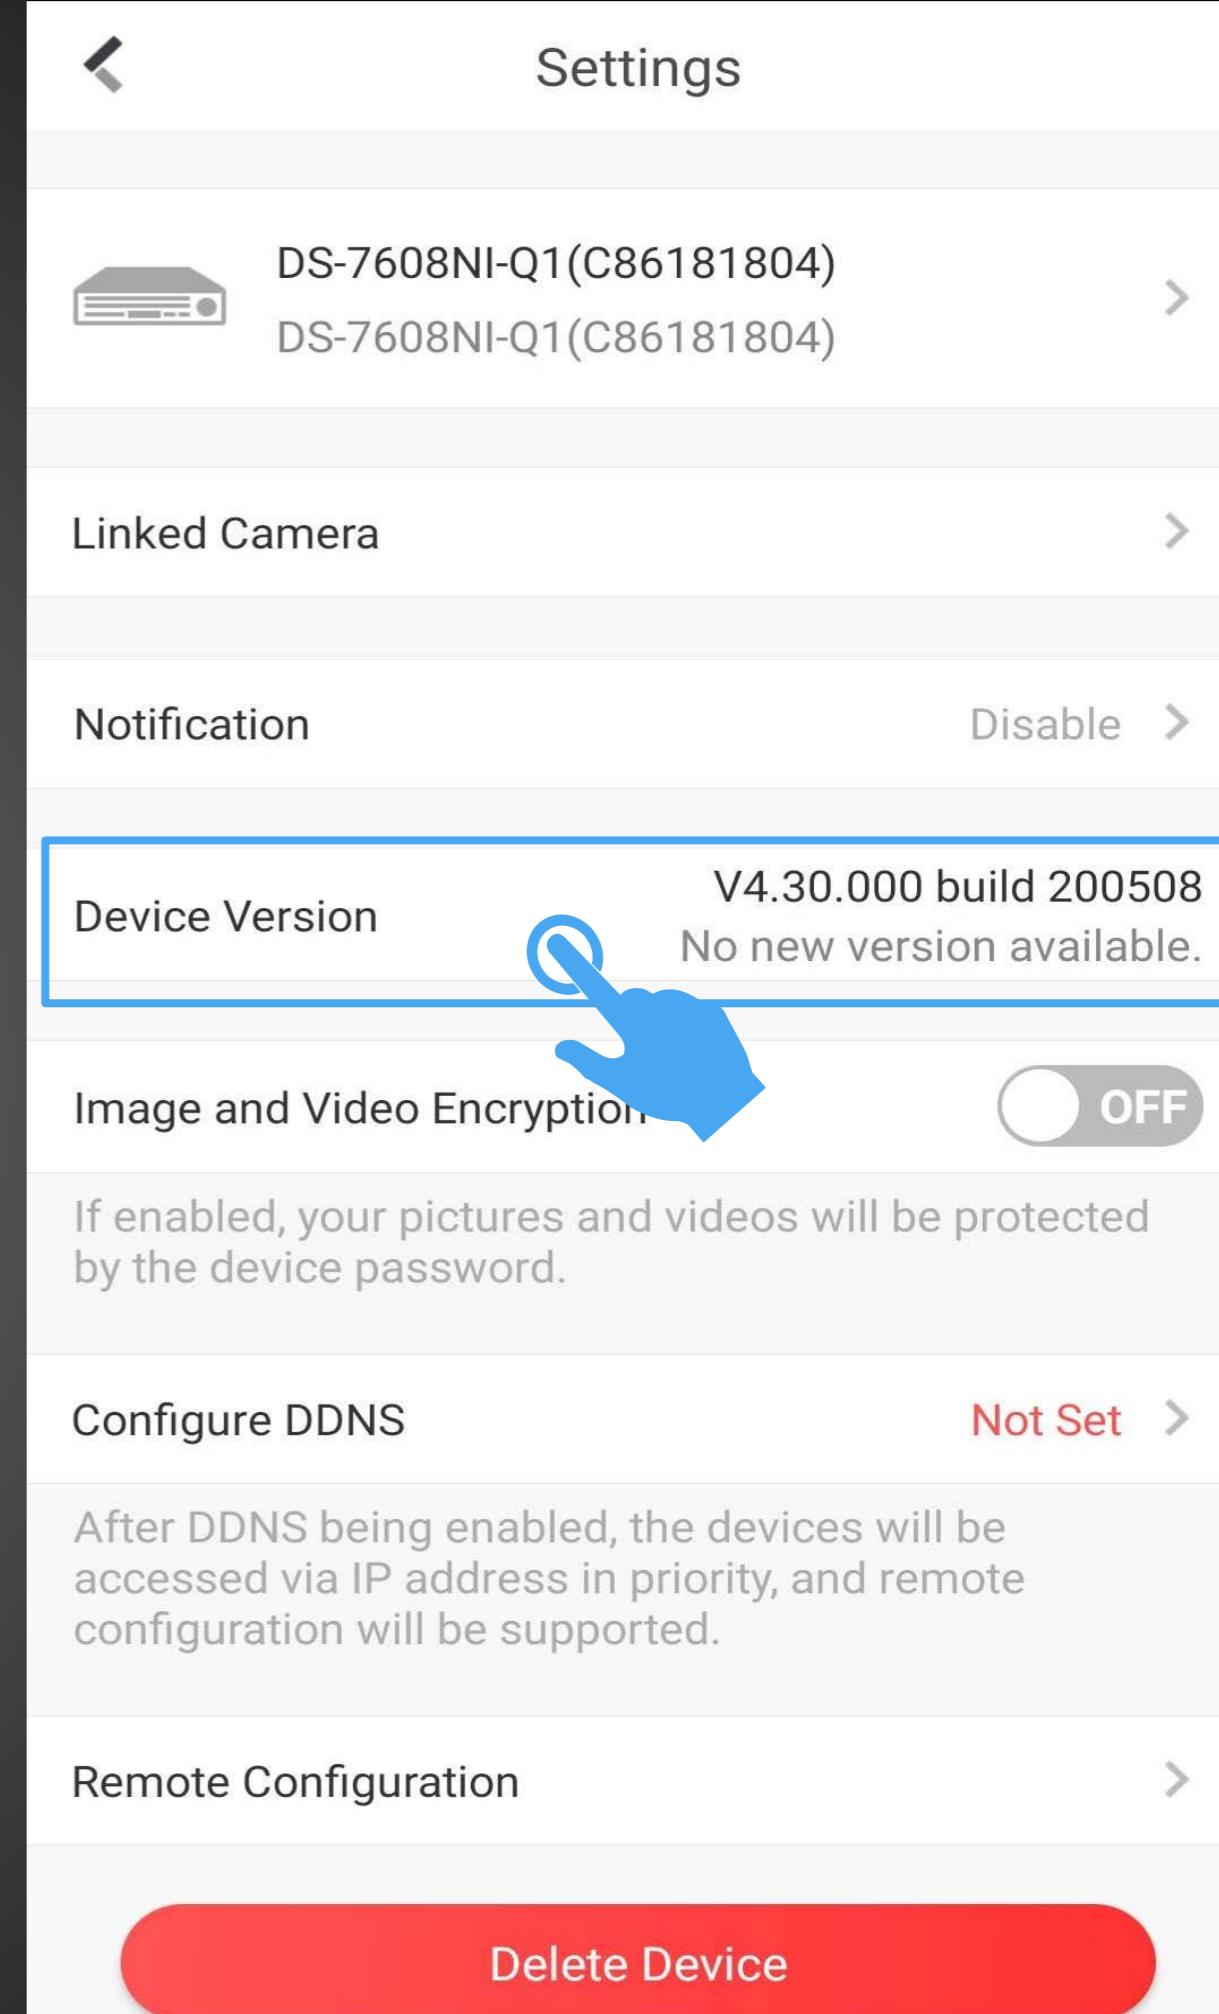 Settings
DS-7608NI-Q1(C86181804)
DS-7608NI-Q1(C86181804)
Linked Camera
Notification
Disable
Device Version
V4.30.000 build 200508
No new version available.
Image and Video Encryption
OFF
If enabled, your pictures and videos will be protected
by the device password.
Configure DDNS
Not Set
After DDNS being enabled, the devices will be
accessed via IP address in priority, and remote
configuration will be supported.
Remote Configuration
Delete Device